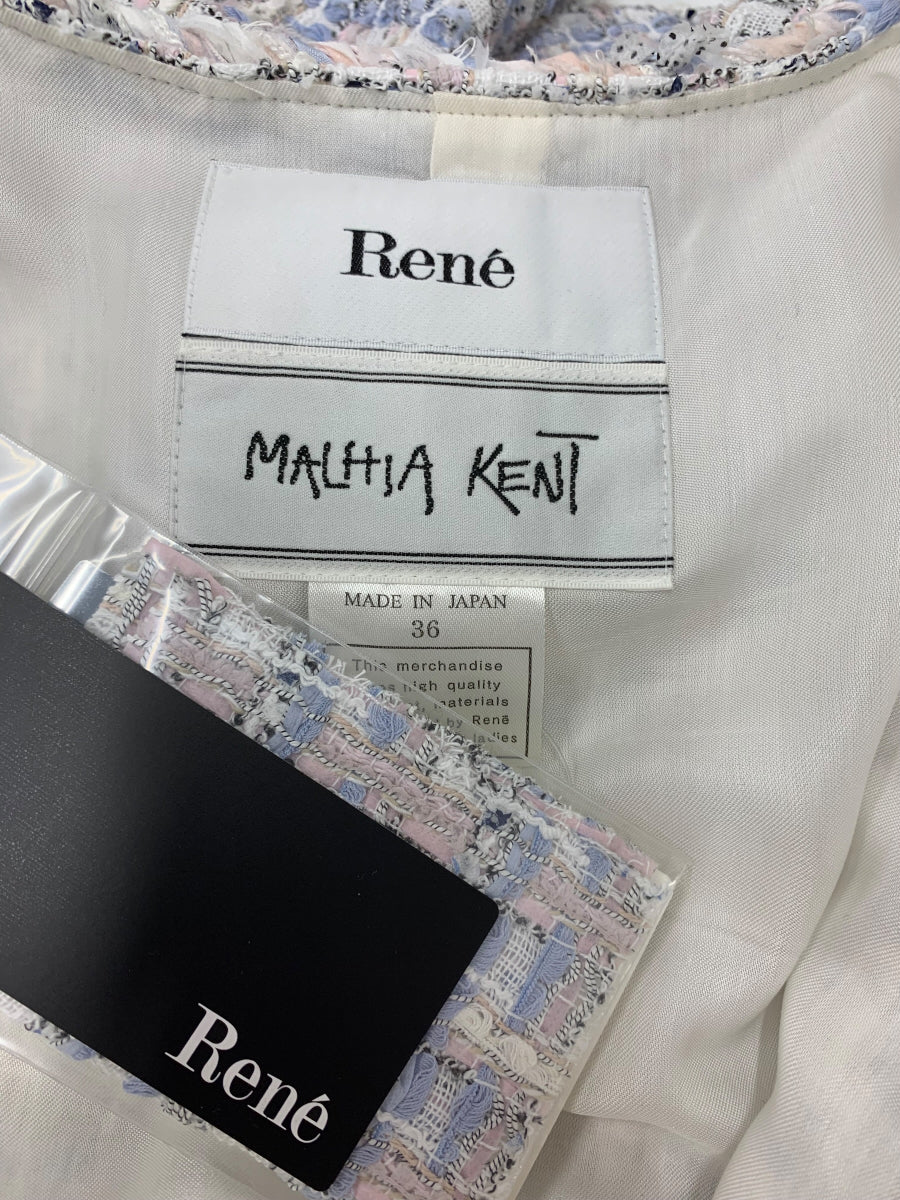 René
MALHIA KENT
MADE IN JAPAN
36
This merchandise
high quality
materials
by René
ladies
René